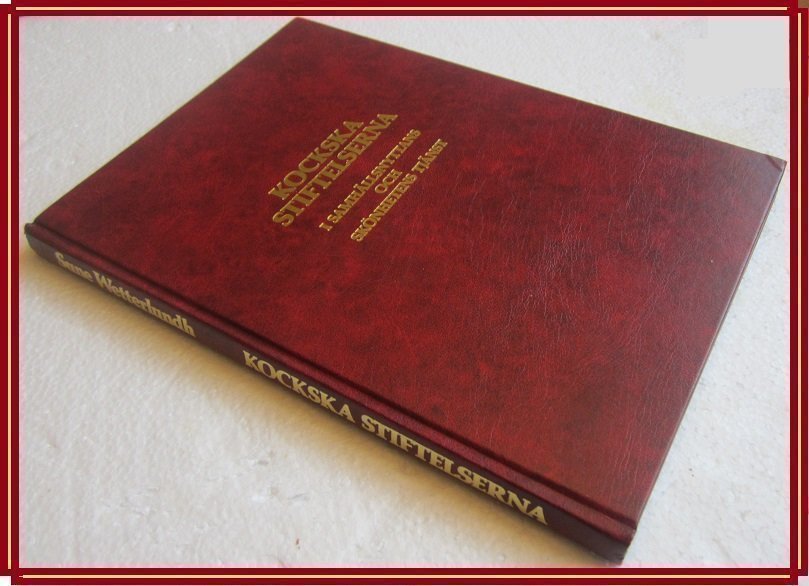 KOCKSKA
STIFTELSERNA
I SAMHÄLLSNYTTANS
OCH
SKÖNHETENS TJÄNST
Sune Wetterlundh
KOCKSKA STIFTELSERNA